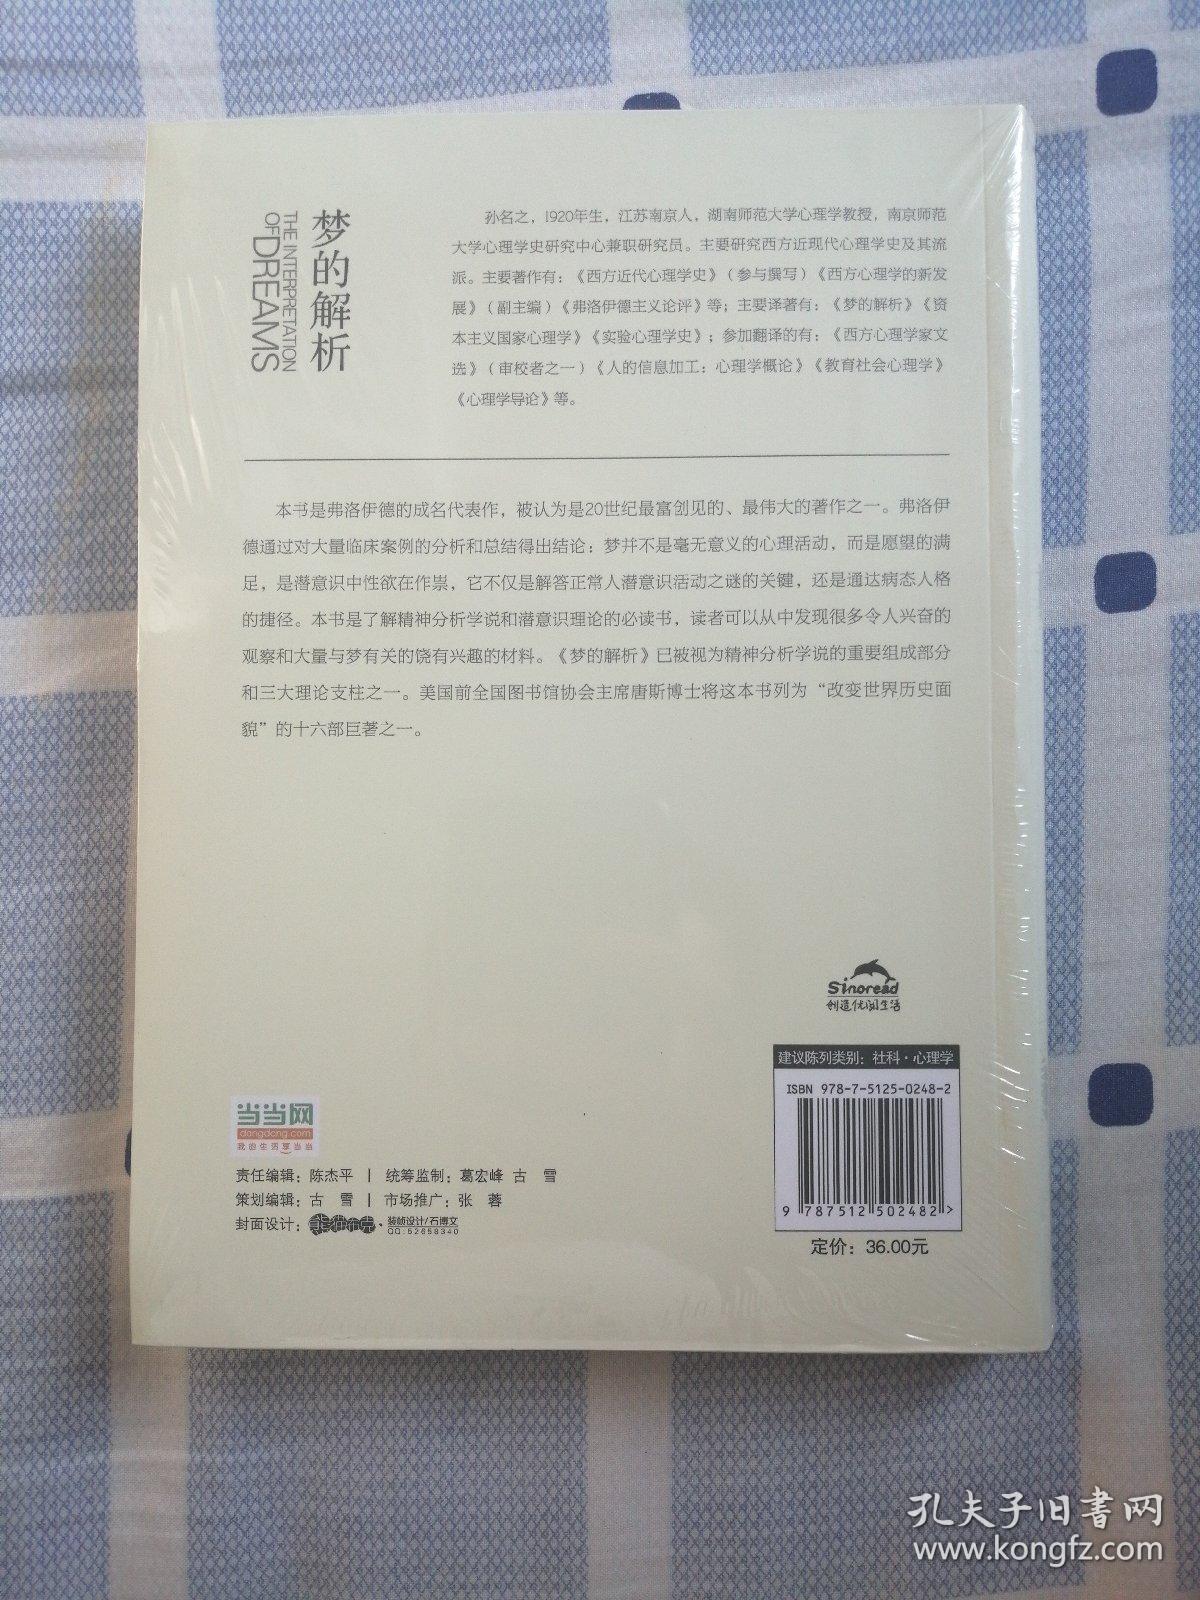 梦的解析
THE INTERPRETATION
OF DREAMS
孙名之，1920年生，江苏南京人，湖南师范大学心理学教授，南京师范
大学心理学史研究中心兼职研究员。主要研究西方近现代心理学史及其流
派。主要著作有：《西方近代心理学史》（参与撰写）《西方心理学的新发
展》（副主编）《弗洛伊德主义论评》等；主要译著有：《梦的解析》《资
本主义国家心理学》《实验心理学史》；参加翻译的有：《西方心理学家文
选》（审校者之一）《人的信息加工：心理学概论》《教育社会心理学》
《心理学导论》等。
本书是弗洛伊德的成名代表作，被认为是20世纪最富创见的、最伟大的著作之一。弗洛伊
德通过对大量临床案例的分析和总结得出结论：梦并不是毫无意义的心理活动，而是愿望的满
足，是潜意识中性欲在作祟，它不仅是解答正常人潜意识活动之谜的关键，还是通达病态人格
的捷径。本书是了解精神分析学说和潜意识理论的必读书，读者可以从中发现很多令人兴奋的
观察和大量与梦有关的饶有兴趣的材料。《梦的解析》已被视为精神分析学说的重要组成部分
和三大理论支柱之一。美国前全国图书馆协会主席唐斯博士将这本书列为“改变世界历史面
貌”的十六部巨著之一。
Sinoread
创造优阅生活
建议陈列类别：社科·心理学
ISBN 978-7-5125-0248-2
9 787512 502482 >
定价：36.00元
当当网
dangdang.com
我的生活享当当
责任编辑：陈杰平 | 统筹监制：葛宏峰 古 雪
策划编辑：古 雪 | 市场推广：张 蓉
封面设计：熊猫布克·装帧设计/石博文
QQ:52658340
孔夫子旧书网
www.kongfz.com